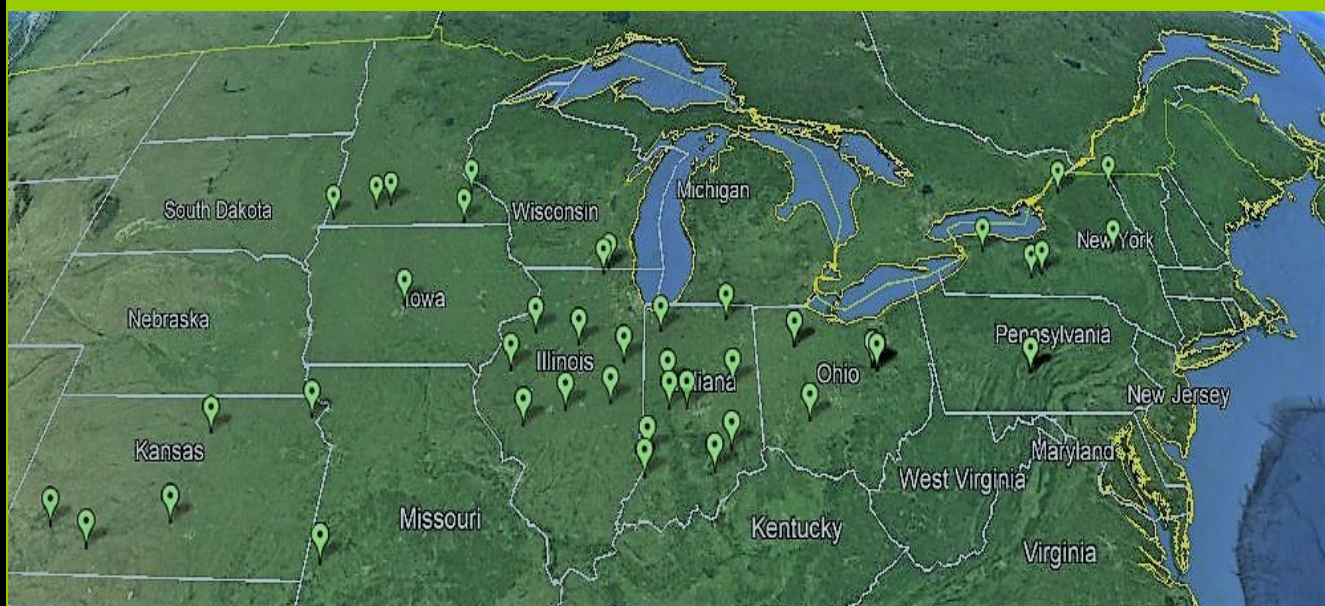 Michigan
South Dakota
Wisconsin
New York
Iowa
Nebraska
Pennsylvania
Illinois
Ohio
New Jersey
Kansas
Maryland
West Virginia
Missouri
Kentucky
Virginia